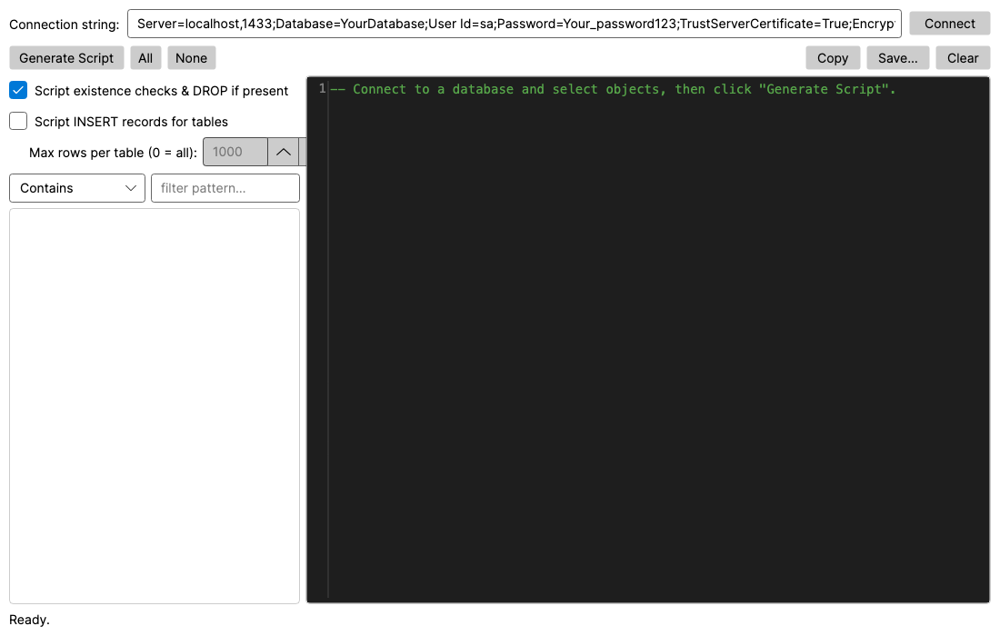 Connection string: Server=localhost,1433;Database=YourDatabase;User Id=sa;Password=Your_password123;TrustServerCertificate=True;Encryp
Connect
Generate Script All None Copy Save... Clear
Script existence checks & DROP if present
Script INSERT records for tables
Max rows per table (0 = all): 1000
Contains filter pattern...
1 -- Connect to a database and select objects, then click "Generate Script".
Ready.